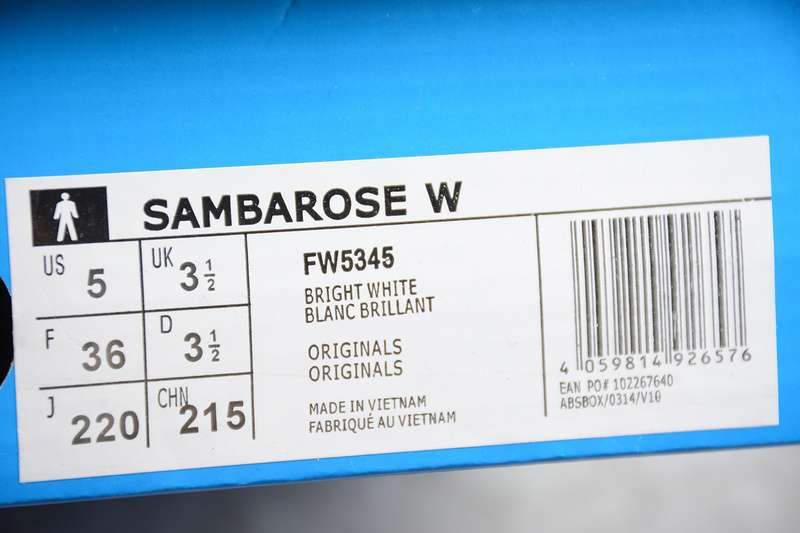 SAMBAROSE W
US 5
UK 3 1/2
F 36
D 3 1/2
J 220
CHN 215
FW5345
BRIGHT WHITE
BLANC BRILLANT
ORIGINALS
ORIGINALS
MADE IN VIETNAM
FABRIQUÉ AU VIETNAM
4 059814 926576
EAN PO# 102267640
ABSBOX/0314/V10